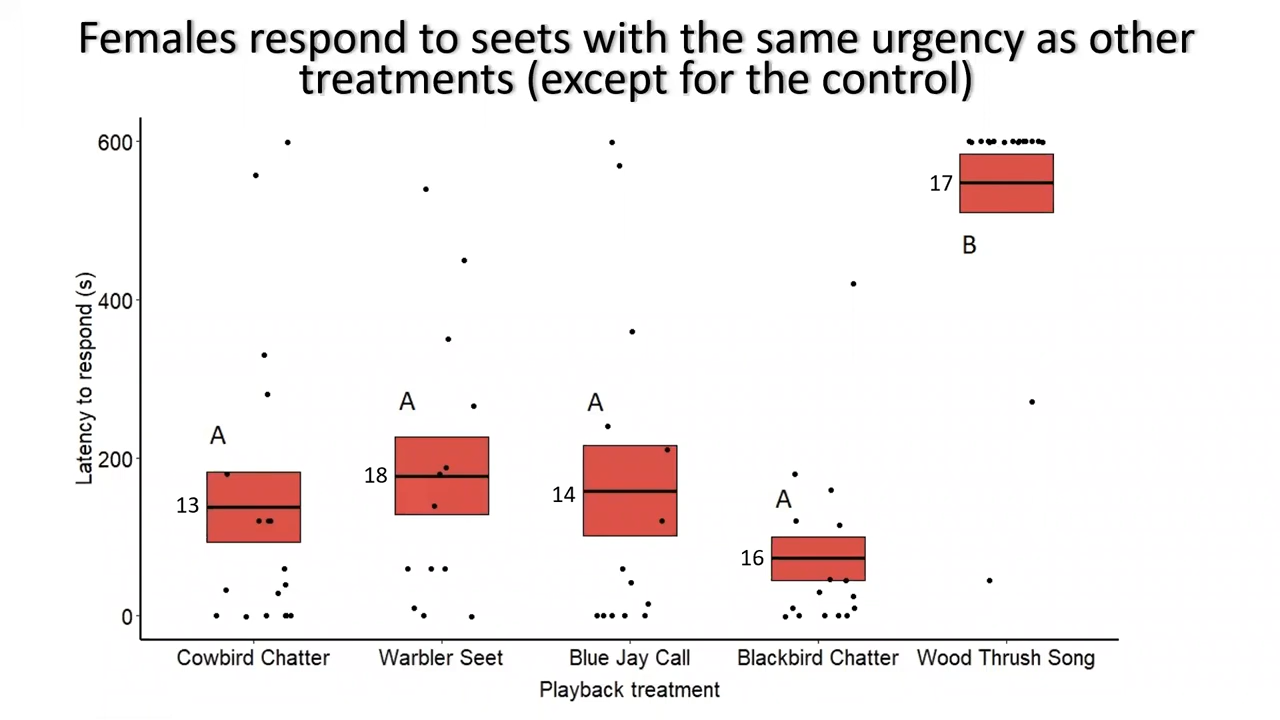 Females respond to seets with the same urgency as other
treatments (except for the control)
Latency to respond (s)
600
400
200
0
A
13
A
18
A
14
A
16
17
B
Cowbird Chatter
Warbler Seet
Blue Jay Call
Blackbird Chatter
Wood Thrush Song
Playback treatment